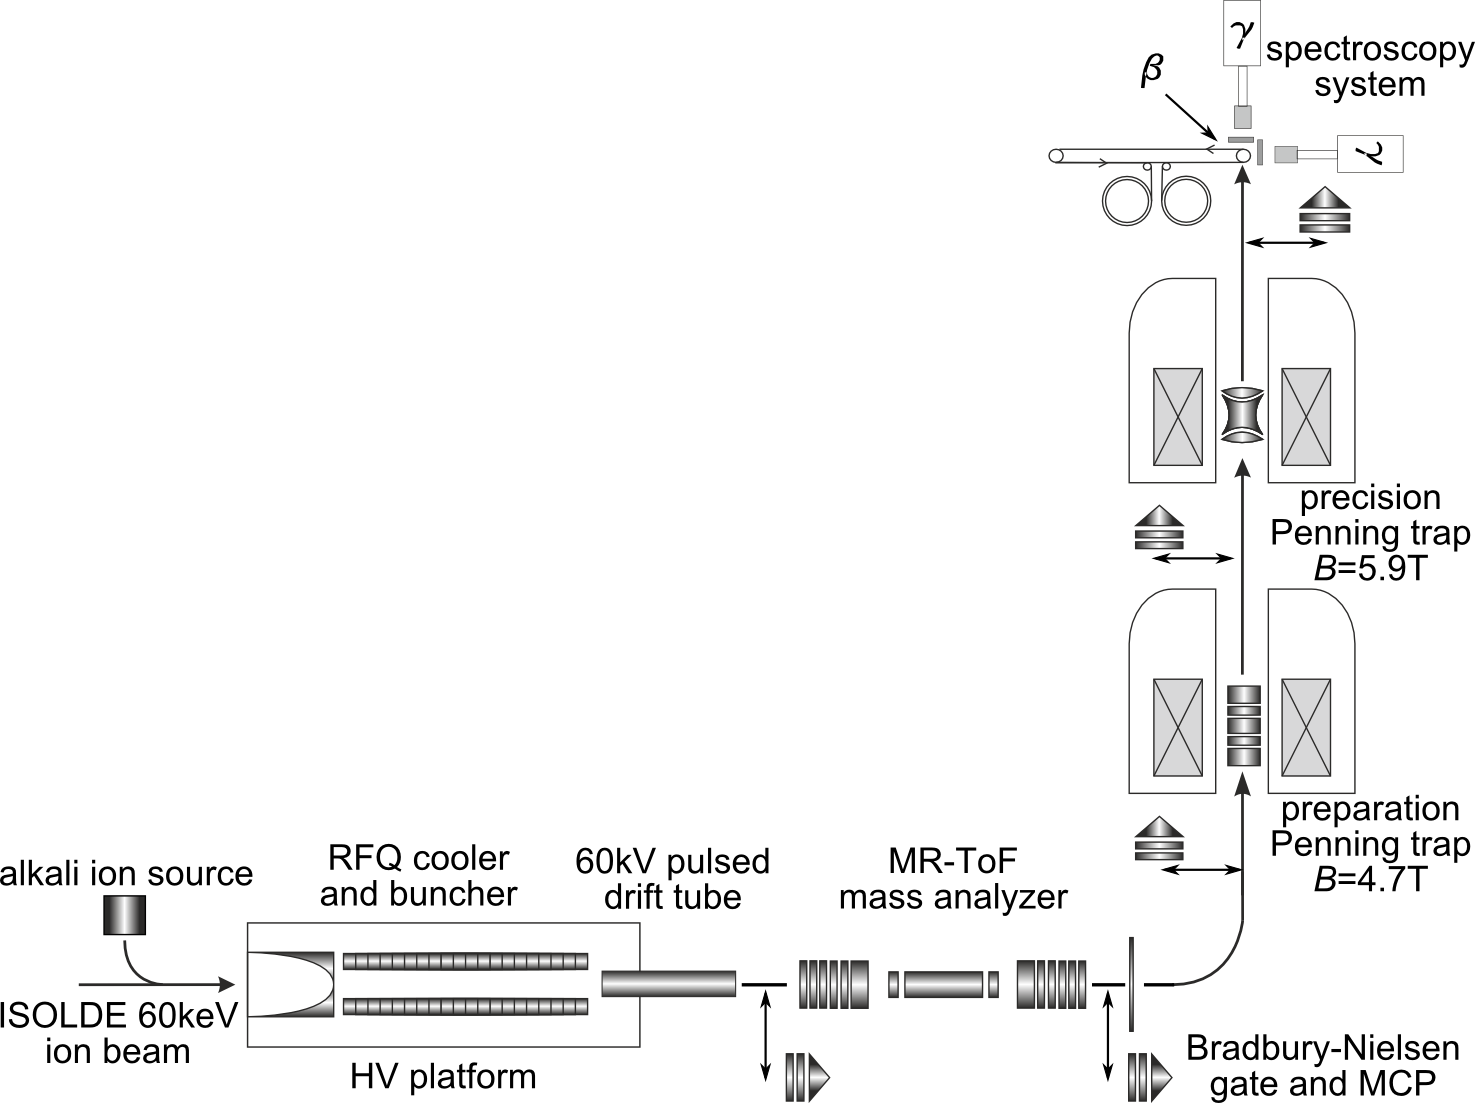 γ
spectroscopy
system
β
γ
precision
Penning trap
B=5.9T
preparation
Penning trap
B=4.7T
alkali ion source
RFQ cooler
and buncher
60kV pulsed
drift tube
MR-ToF
mass analyzer
ISOLDE 60keV
ion beam
HV platform
Bradbury-Nielsen
gate and MCP